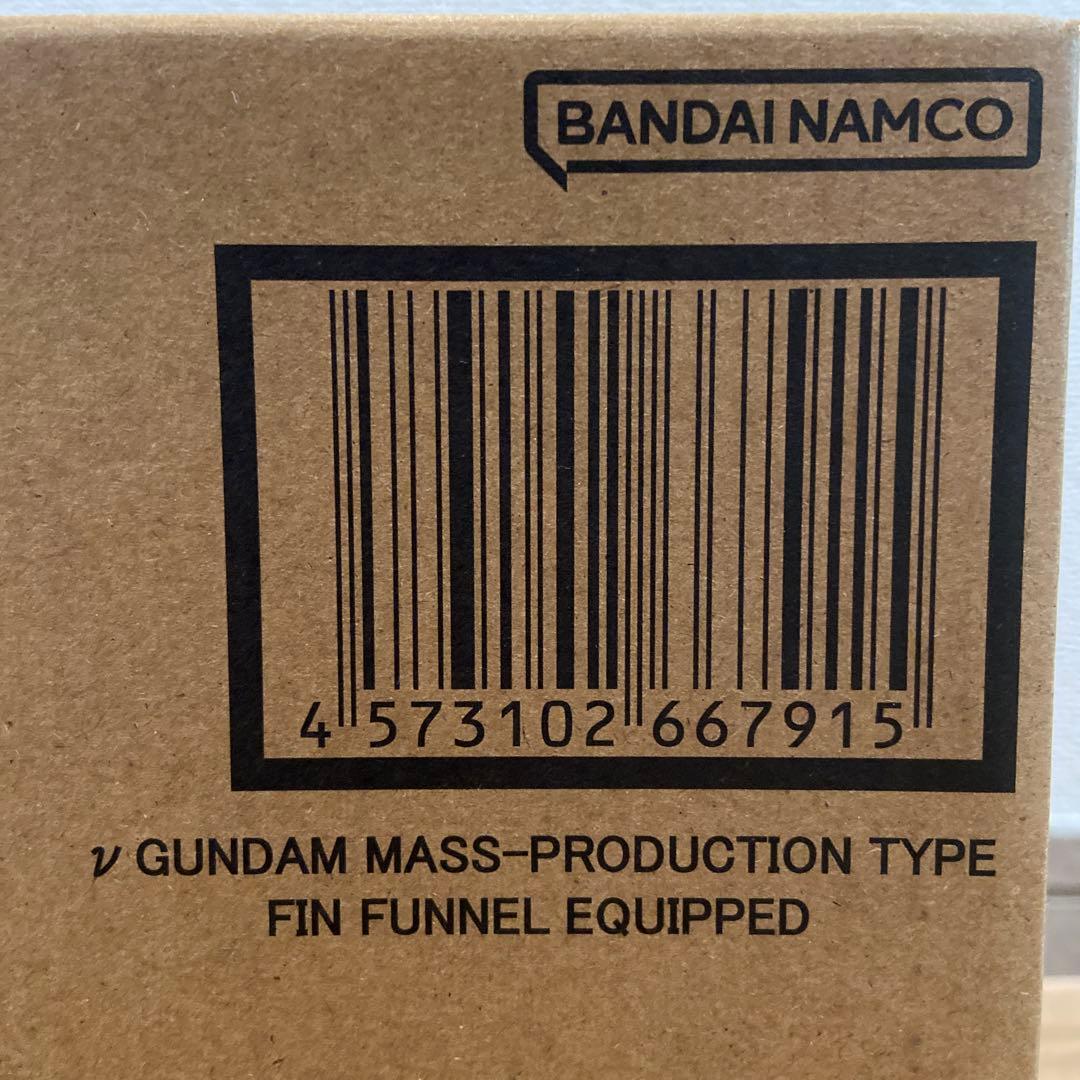 BANDAI NAMCO
4 573102 667915
ν GUNDAM MASS-PRODUCTION TYPE
FIN FUNNEL EQUIPPED